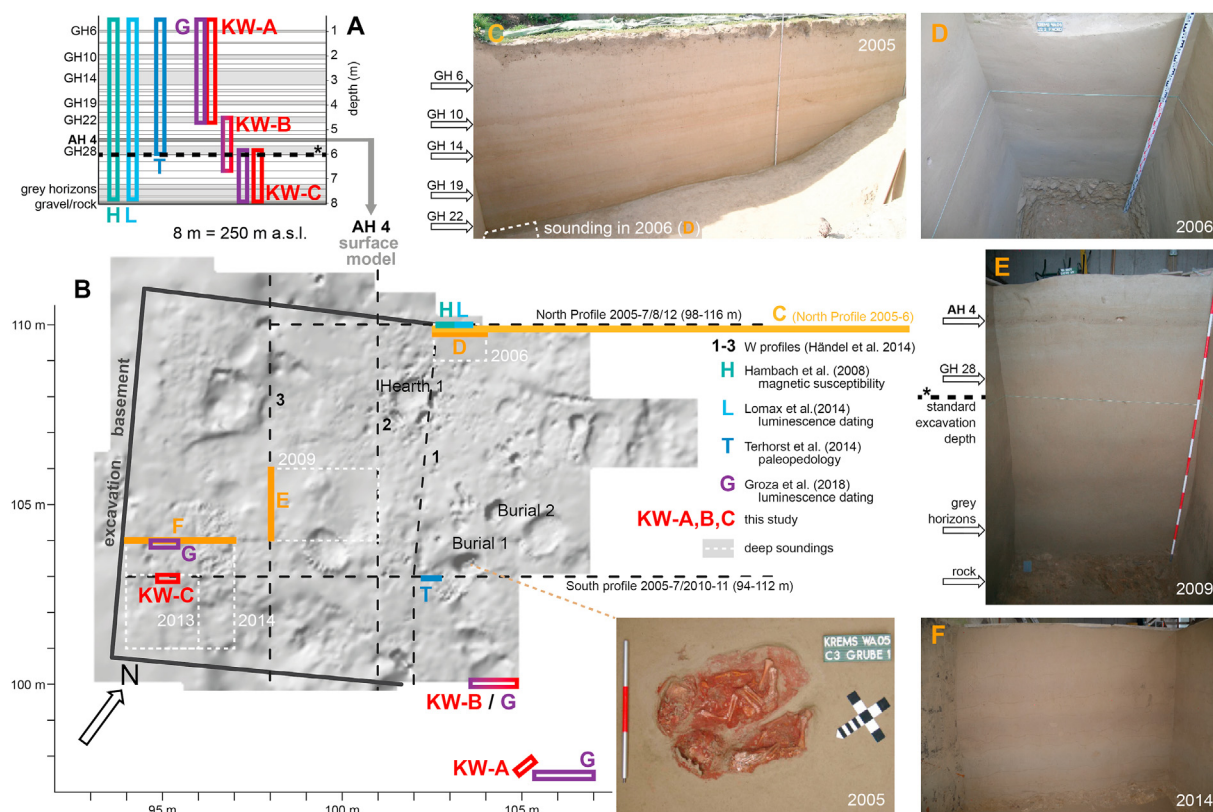 A
GH6
GH10
GH14
GH19
GH22
AH 4
GH28
grey horizons
gravel/rock
G
KW-A
KW-B
KW-C
T
H L
*
1
2
3
4
5
6
7
8
depth (m)
8 m = 250 m a.s.l.
AH 4
surface
model
C
2005
GH 6
GH 10
GH 14
GH 19
GH 22
sounding in 2006 (D)
D
2006
B
110 m
105 m
100 m
95 m
100 m
105 m
excavation basement
3
2
1
Hearth 1
2009
E
F
G
KW-C
2013
2014
Burial 2
Burial 1
T
N
H L
D
2006
North Profile 2005-7/8/12 (98-116 m)
C (North Profile 2005-6)
1-3 W profiles (Händel et al. 2014)
H Hambach et al. (2008)
magnetic susceptibility
L Lomax et al.(2014)
luminescence dating
T Terhorst et al. (2014)
paleopedology
G Groza et al. (2018)
luminescence dating
KW-A,B,C this study
deep soundings
South profile 2005-7/2010-11 (94-112 m)
KW-B / G
KW-A
G
KREMS WA05
C3 GRUBE 1
2005
E
AH 4
GH 28
*
standard
excavation
depth
grey
horizons
rock
2009
F
2014